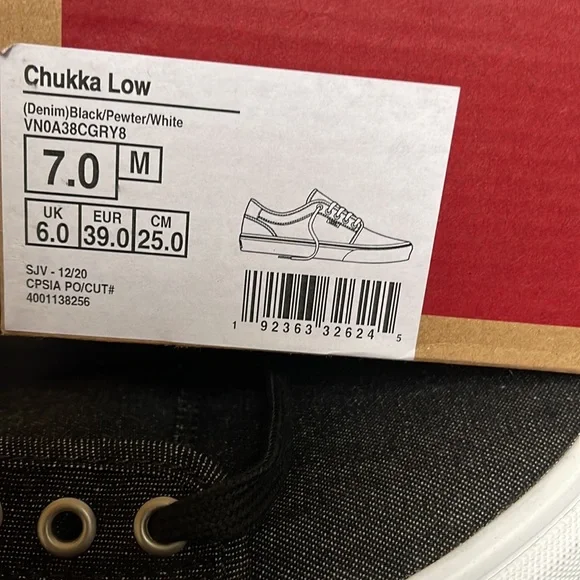 Chukka Low
(Denim)Black/Pewter/White
VN0A38CGRY8
7.0 M
UK EUR CM
6.0 39.0 25.0
SJV - 12/20
CPSIA PO/CUT#
4001138256
1 92363 32624 5